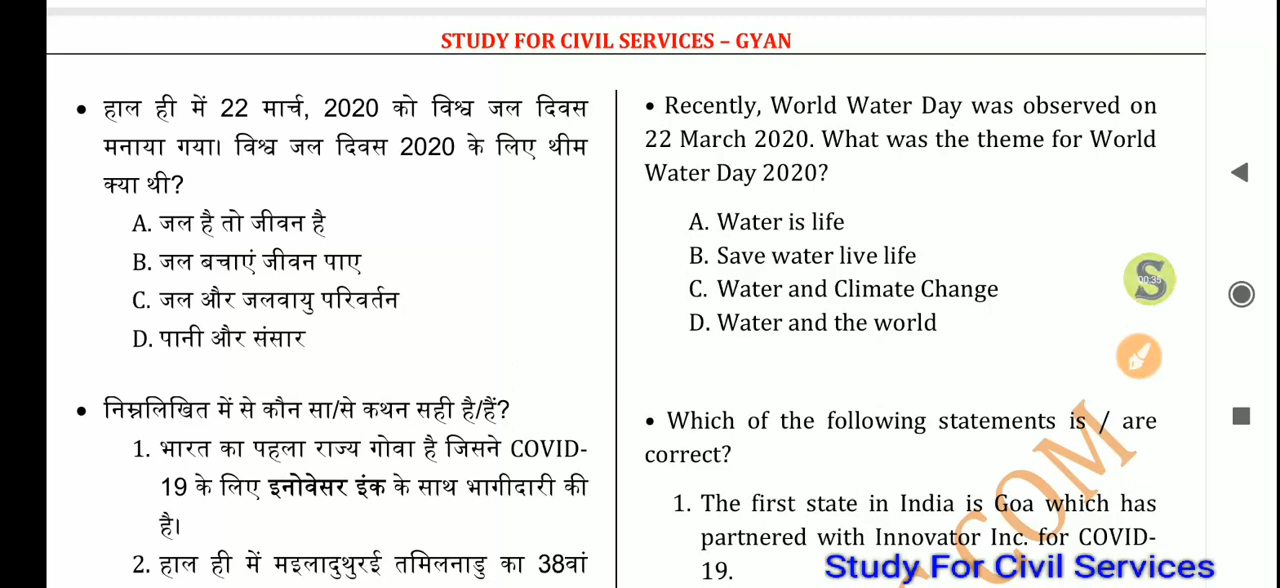 STUDY FOR CIVIL SERVICES – GYAN
• हाल ही में 22 मार्च, 2020 को विश्व जल दिवस
मनाया गया। विश्व जल दिवस 2020 के लिए थीम
क्या थी?
A. जल है तो जीवन है
B. जल बचाएं जीवन पाए
C. जल और जलवायु परिवर्तन
D. पानी और संसार
• निम्नलिखित में से कौन सा/से कथन सही है/हैं?
1. भारत का पहला राज्य गोवा है जिसने COVID-
19 के लिए इनोवेसर इंक के साथ भागीदारी की
है।
2. हाल ही में मइलादुथुरई तमिलनाडु का 38वां
• Recently, World Water Day was observed on
22 March 2020. What was the theme for World
Water Day 2020?
A. Water is life
B. Save water live life
C. Water and Climate Change
D. Water and the world
• Which of the following statements is / are
correct?
1. The first state in India is Goa which has
partnered with Innovator Inc. for COVID-
19.
S
00:35
.COM
Study For Civil Services